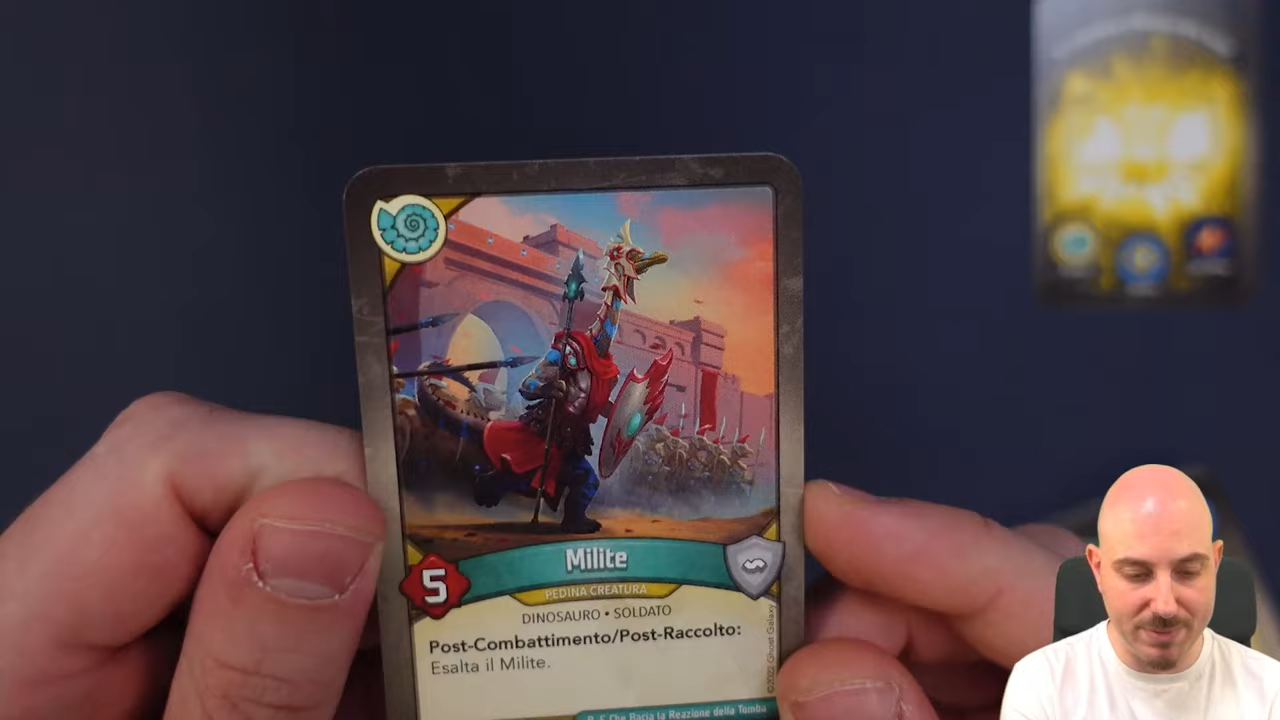 5
Milite
PEDINA CREATURA
DINOSAURO • SOLDATO
Post-Combattimento/Post-Raccolto:
Esalta il Milite.
©2022 Ghost Galaxy
Che Bacia la Reazione della Tomba